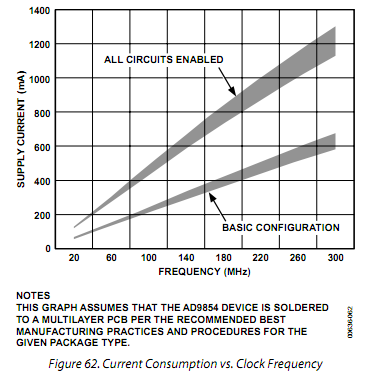 1400
1200
1000
800
600
400
200
0
SUPPLY CURRENT (mA)
ALL CIRCUITS ENABLED
BASIC CONFIGURATION
20 60 100 140 180 220 260 300
FREQUENCY (MHz)
00636-062
NOTES
THIS GRAPH ASSUMES THAT THE AD9854 DEVICE IS SOLDERED
TO A MULTILAYER PCB PER THE RECOMMENDED BEST
MANUFACTURING PRACTICES AND PROCEDURES FOR THE
GIVEN PACKAGE TYPE.
Figure 62. Current Consumption vs. Clock Frequency